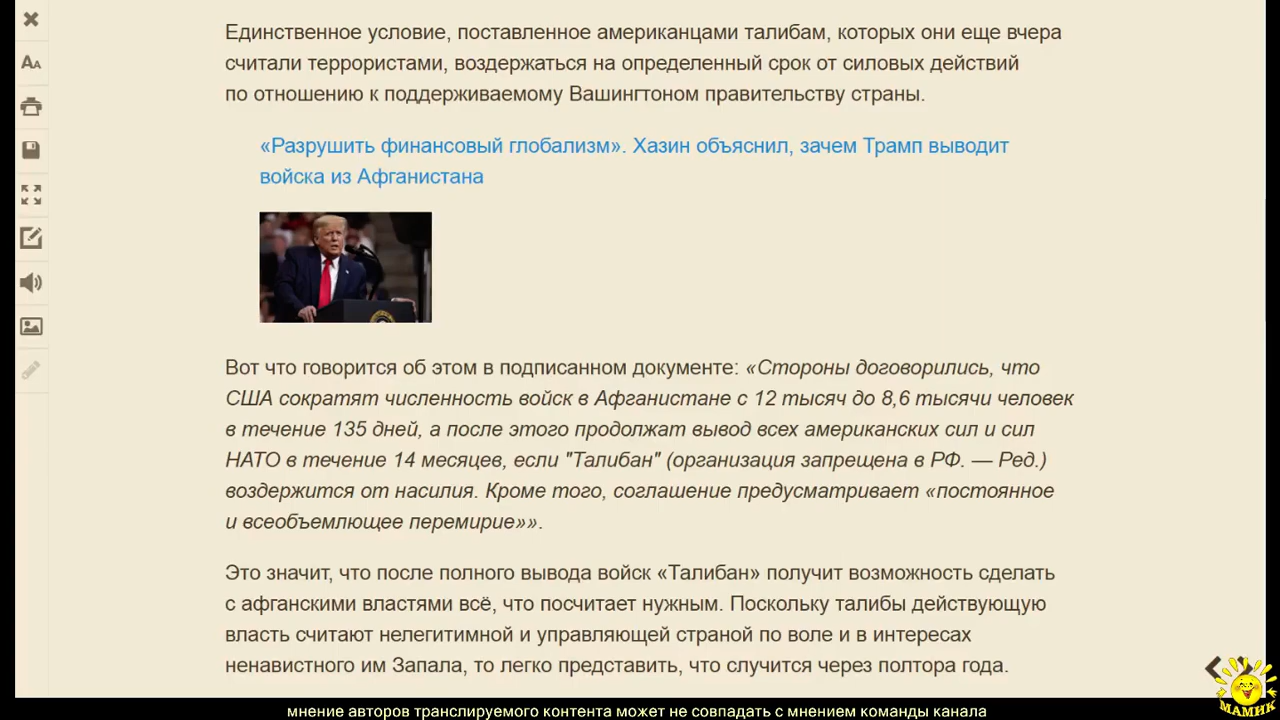 Единственное условие, поставленное американцами талибам, которых они еще вчера
считали террористами, воздержаться на определенный срок от силовых действий
по отношению к поддерживаемому Вашингтоном правительству страны.
«Разрушить финансовый глобализм». Хазин объяснил, зачем Трамп выводит
войска из Афганистана
Вот что говорится об этом в подписанном документе: «Стороны договорились, что
США сократят численность войск в Афганистане с 12 тысяч до 8,6 тысячи человек
в течение 135 дней, а после этого продолжат вывод всех американских сил и сил
НАТО в течение 14 месяцев, если "Талибан" (организация запрещена в РФ. — Ред.)
воздержится от насилия. Кроме того, соглашение предусматривает «постоянное
и всеобъемлющее перемирие»».
Это значит, что после полного вывода войск «Талибан» получит возможность сделать
с афганскими властями всё, что посчитает нужным. Поскольку талибы действующую
власть считают нелегитимной и управляющей страной по воле и в интересах
ненавистного им Запала, то легко представить, что случится через полтора года.
МАМИК
мнение авторов транслируемого контента может не совпадать с мнением команды канала